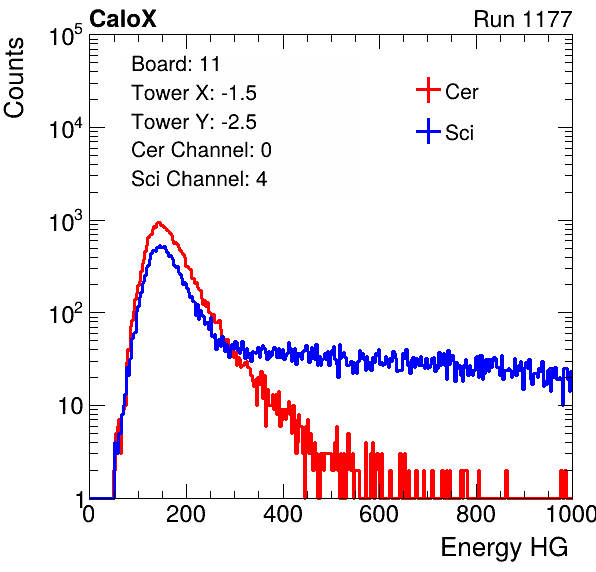 CaloX Run 1177
Counts
Board: 11
Tower X: -1.5
Tower Y: -2.5
Cer Channel: 0
Sci Channel: 4
Cer
Sci
10^5
10^4
10^3
10^2
10
1
0 200 400 600 800 1000
Energy HG